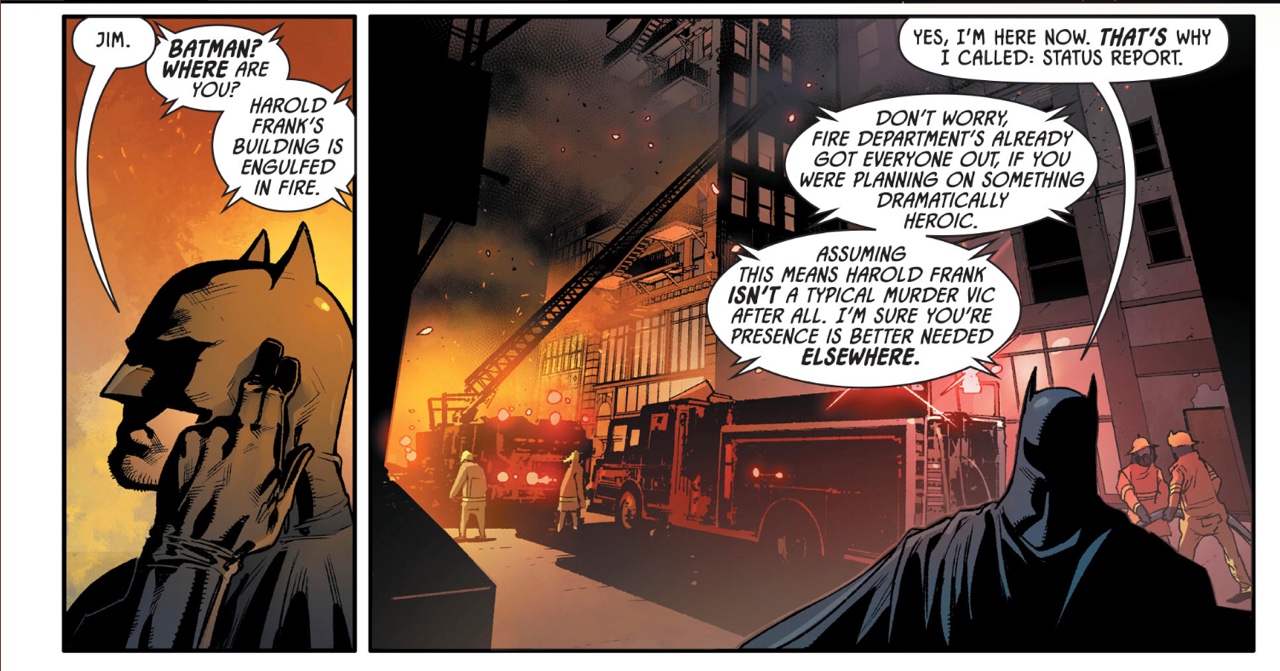 JIM.
BATMAN?
WHERE ARE
YOU?
HAROLD
FRANK'S
BUILDING IS
ENGULFED
IN FIRE.
YES, I'M HERE NOW. THAT'S WHY
I CALLED: STATUS REPORT.
DON'T WORRY,
FIRE DEPARTMENT'S ALREADY
GOT EVERYONE OUT, IF YOU
WERE PLANNING ON SOMETHING
DRAMATICALLY
HEROIC.
ASSUMING
THIS MEANS HAROLD FRANK
ISN'T A TYPICAL MURDER VIC
AFTER ALL. I'M SURE YOU'RE
PRESENCE IS BETTER NEEDED
ELSEWHERE.